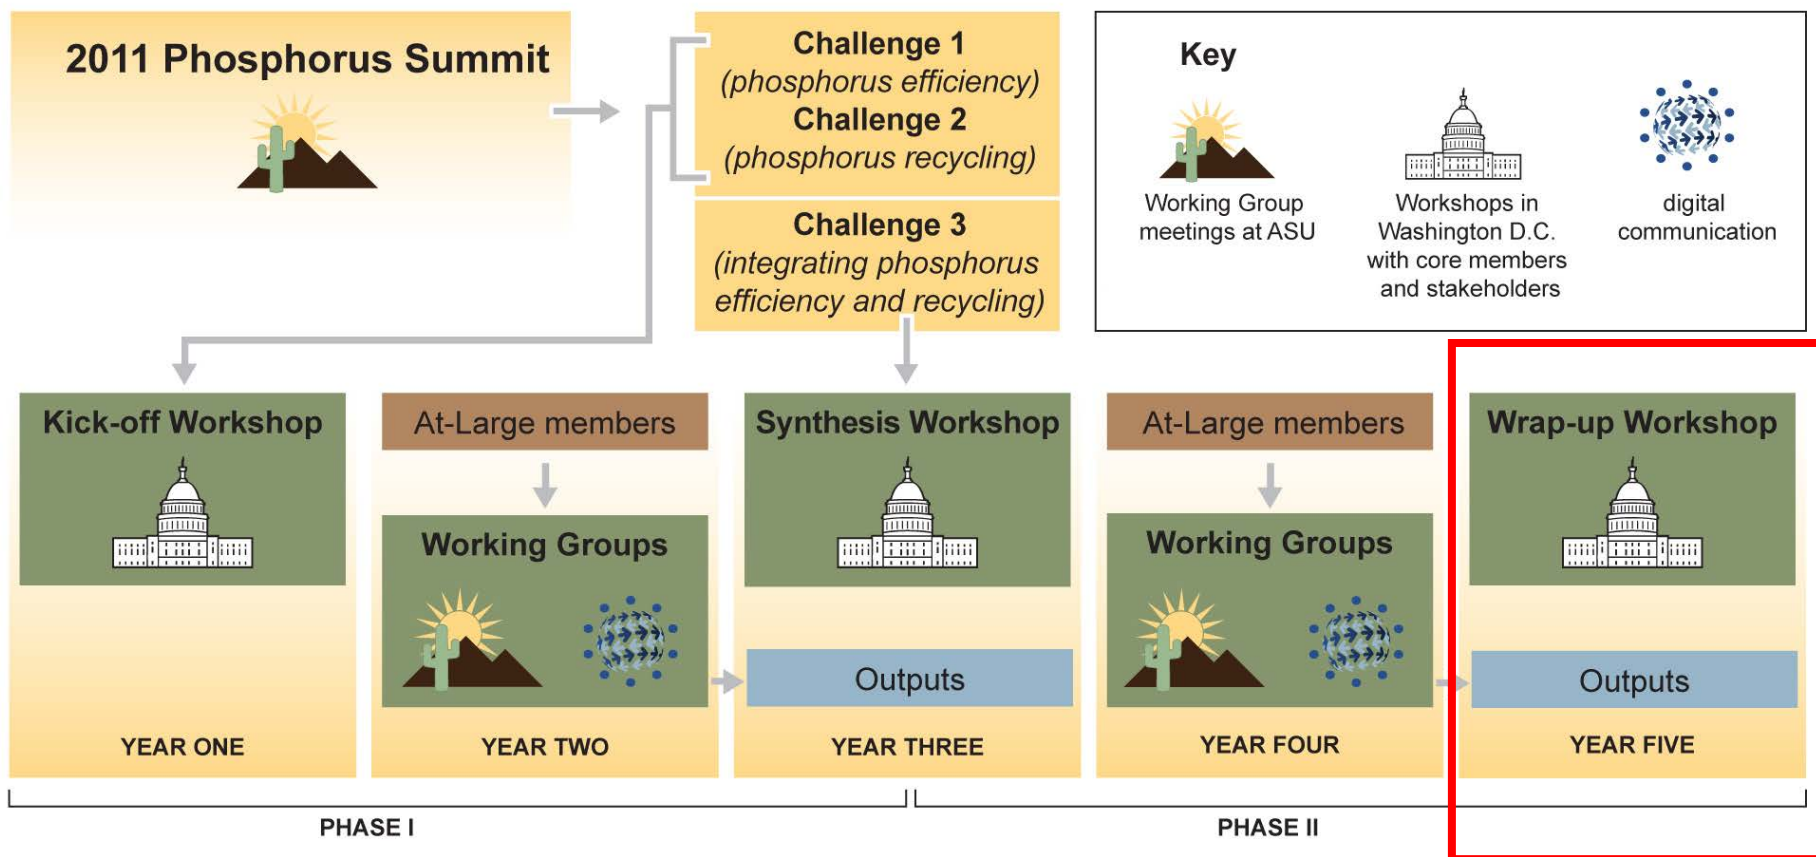 2011 Phosphorus Summit
Challenge 1
(phosphorus efficiency)
Challenge 2
(phosphorus recycling)
Challenge 3
(integrating phosphorus
efficiency and recycling)
Key
Working Group
meetings at ASU
Workshops in
Washington D.C.
with core members
and stakeholders
digital
communication
Kick-off Workshop
YEAR ONE
At-Large members
Working Groups
YEAR TWO
Synthesis Workshop
Outputs
YEAR THREE
At-Large members
Working Groups
YEAR FOUR
Wrap-up Workshop
Outputs
YEAR FIVE
PHASE I
PHASE II